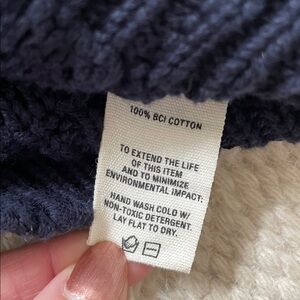 100% BCI COTTON
TO EXTEND THE LIFE
OF THIS ITEM
AND TO MINIMIZE
ENVIRONMENTAL IMPACT:
HAND WASH COLD W/
NON-TOXIC DETERGENT.
LAY FLAT TO DRY.